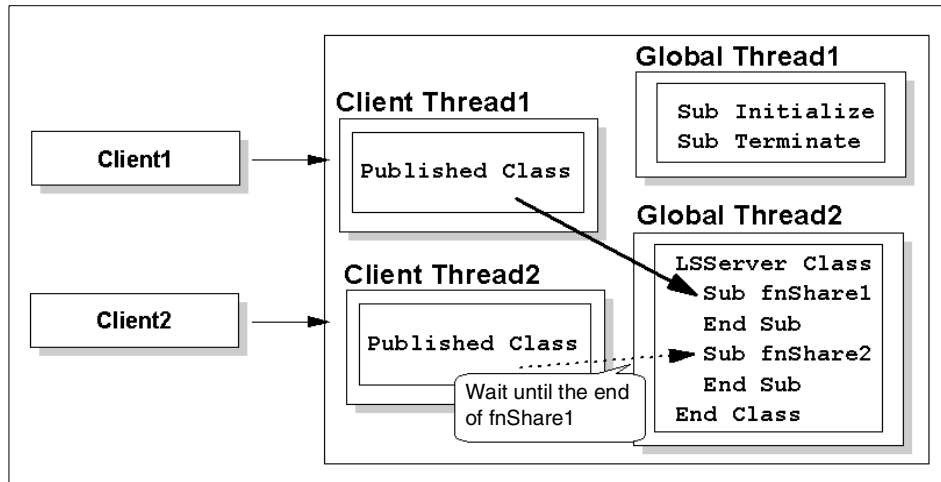 Client1
Client2
Client Thread1
Published Class
Client Thread2
Published Class
Wait until the end
of fnShare1
Global Thread1
Sub Initialize
Sub Terminate
Global Thread2
LSServer Class
Sub fnShare1
End Sub
Sub fnShare2
End Sub
End Class